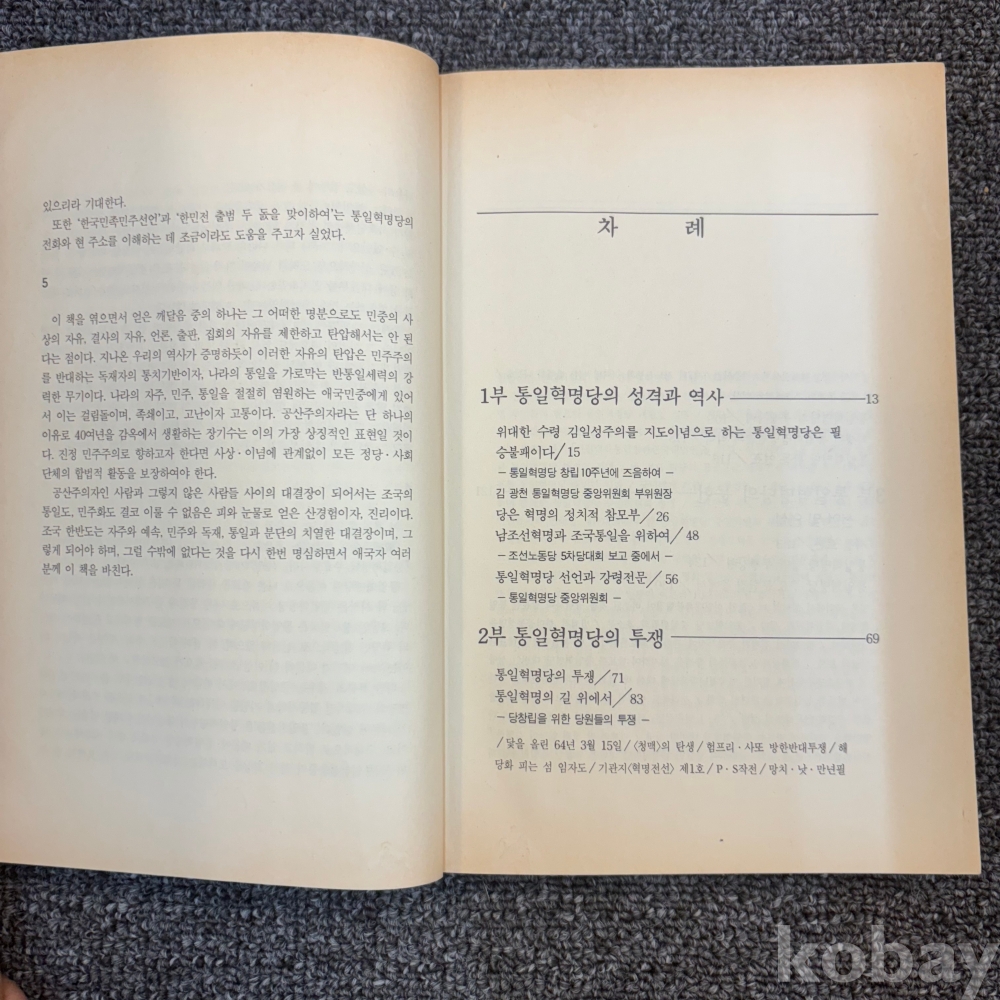 있으리라 기대한다.
또한 '한국민족민주선언'과 '한민전 출범 두 돐을 맞이하여'는 통일혁명당의
전화와 현 주소를 이해하는 데 조금이라도 도움을 주고자 실었다.
5
이 책을 엮으면서 얻은 깨달음 중의 하나는 그 어떠한 명분으로도 민중의 사
상의 자유, 결사의 자유, 언론, 출판, 집회의 자유를 제한하고 탄압해서는 안 된
다는 점이다. 지나온 우리의 역사가 증명하듯이 이러한 자유의 탄압은 민주주의
를 반대하는 독재자의 통치기반이자, 나라의 통일을 가로막는 반통일세력의 강
력한 무기이다. 나라의 자주, 민주, 통일을 절절히 염원하는 애국민중에게 있어
서 이는 걸림돌이며, 족쇄이고, 고난이자 고통이다. 공산주의자라는 단 하나의
이유로 40여년을 감옥에서 생활하는 장기수는 이의 가장 상징적인 표현일 것이
다. 진정 민주주의로 향하고자 한다면 사상·이념에 관계없이 모든 정당·사회
단체의 합법적 활동을 보장하여야 한다.
공산주의자인 사람과 그렇지 않은 사람들 사이의 대결장이 되어서는 조국의
통일도, 민주화도 결코 이룰 수 없음은 피와 눈물로 얻은 산경험이자, 진리이다.
조국 한반도는 자주와 예속, 민주와 독재, 통일과 분단의 치열한 대결장이며, 그
렇게 되어야 하며, 그럴 수밖에 없다는 것을 다시 한번 명심하면서 애국자 여러
분께 이 책을 바친다.
차 례
1부 통일혁명당의 성격과 역사 13
위대한 수령 김일성주의를 지도이념으로 하는 통일혁명당은 필
승불패이다/15
– 통일혁명당 창립 10주년에 즈음하여 –
김 광천 통일혁명당 중앙위원회 부위원장
당은 혁명의 정치적 참모부/26
남조선혁명과 조국통일을 위하여/48
– 조선노동당 5차당대회 보고 중에서 –
통일혁명당 선언과 강령전문/56
– 통일혁명당 중앙위원회 –
2부 통일혁명당의 투쟁 69
통일혁명당의 투쟁/71
통일혁명의 길 위에서/83
– 당창립을 위한 당원들의 투쟁 –
/닻을 올린 64년 3월 15일/〈청맥〉의 탄생/험프리·사또 방한반대투쟁/해
당화 피는 섬 임자도/기관지〈혁명전선〉 제1호/P·S작전/망치·낫·만년필
kobay